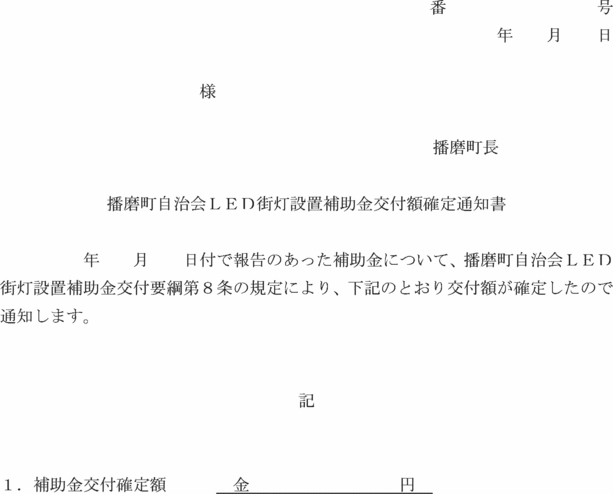 番　　　　　　　　　号
年　　月　　日
様
播磨町長
播磨町自治会ＬＥＤ街灯設置補助金交付額確定通知書
年　　月　　日付で報告のあった補助金について、播磨町自治会ＬＥＤ
街灯設置補助金交付要綱第８条の規定により、下記のとおり交付額が確定したので
通知します。
記
１．補助金交付確定額　　　金　　　　　　　　　円